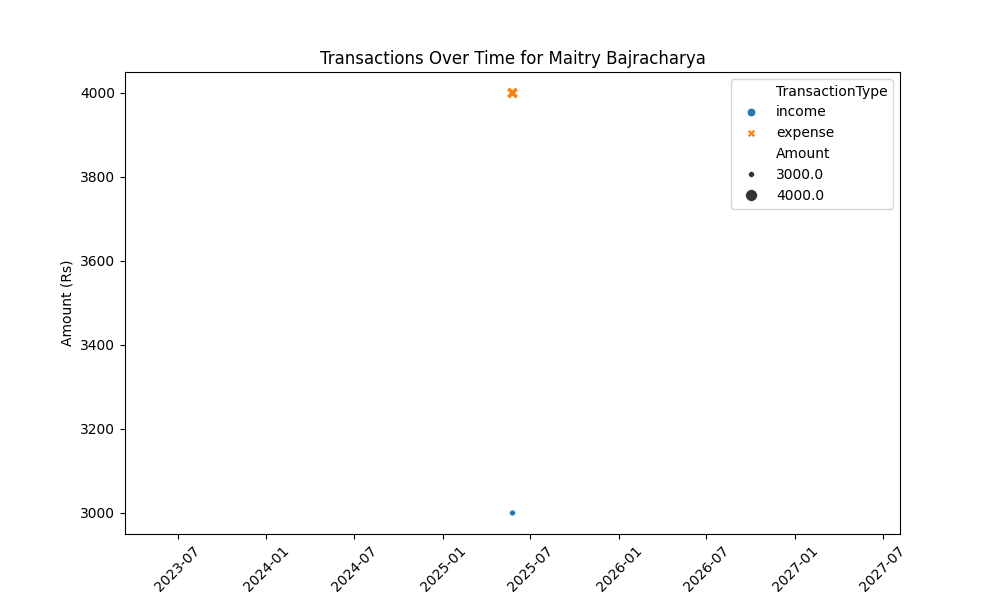 Transactions Over Time for Maitry Bajracharya
TransactionType
income
expense
Amount
3000.0
4000.0
Amount (Rs)
4000
3800
3600
3400
3200
3000
2023-07
2024-01
2024-07
2025-01
2025-07
2026-01
2026-07
2027-01
2027-07